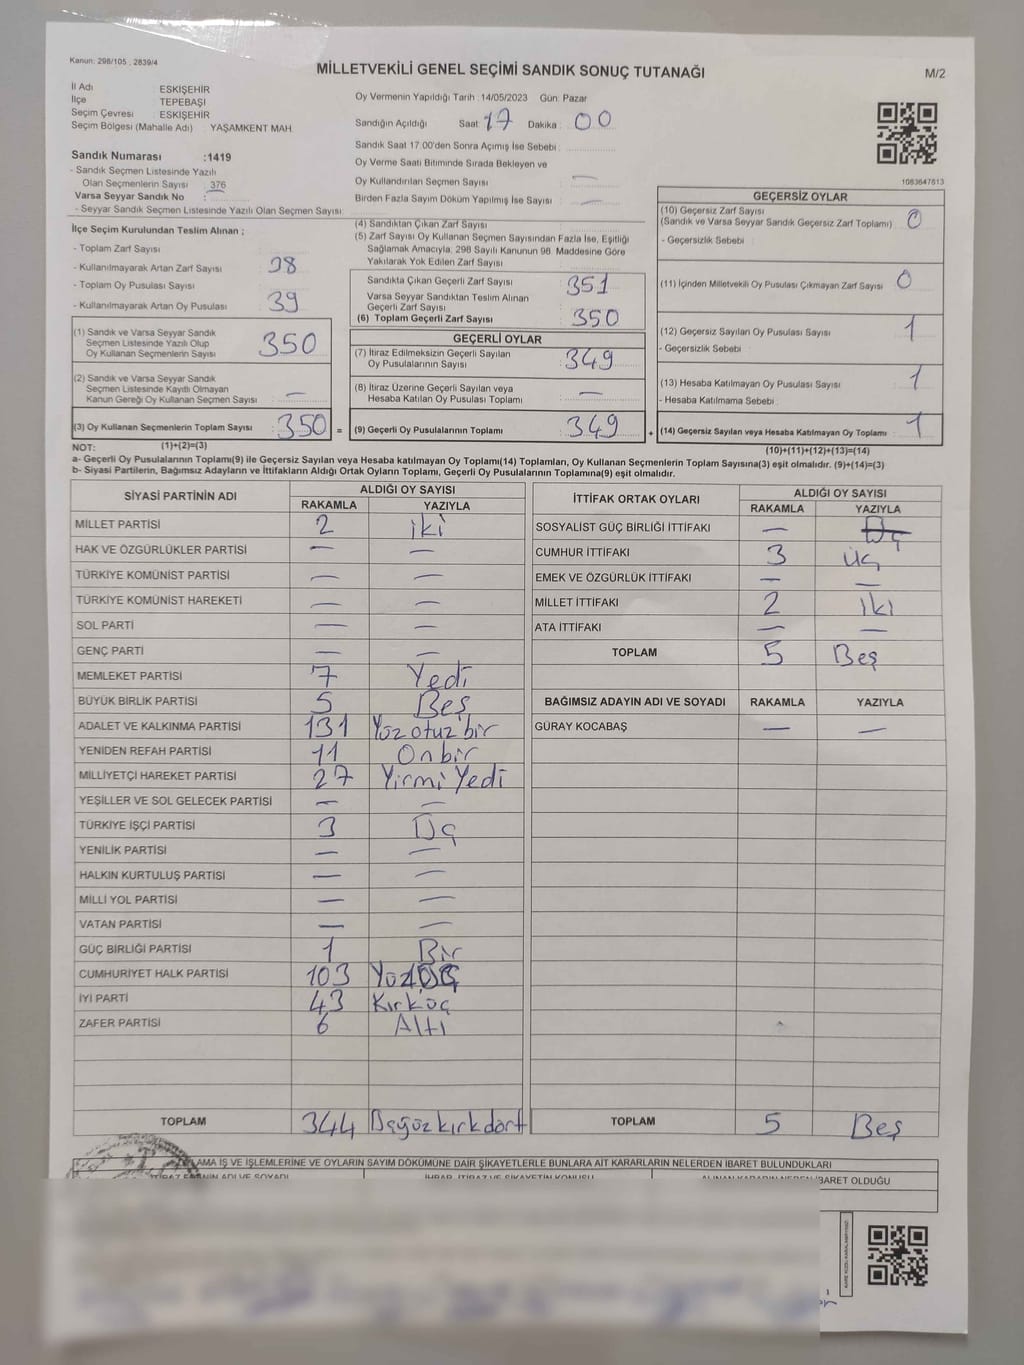 Kanun: 298/105, 2839/4
MİLLETVEKİLİ GENEL SEÇİMİ SANDIK SONUÇ TUTANAĞI
M/2
İl Adı ESKİŞEHİR
İlçe TEPEBAŞI
Seçim Çevresi ESKİŞEHİR
Seçim Bölgesi (Mahalle Adı) YAŞAMKENT MAH.
Sandık Numarası :1419
- Sandık Seçmen Listesinde Yazılı
Olan Seçmenlerin Sayısı : 376
Varsa Seyyar Sandık No :
- Seyyar Sandık Seçmen Listesinde Yazılı Olan Seçmen Sayısı:
Oy Vermenin Yapıldığı Tarih :14/05/2023 Gün: Pazar
Sandığın Açıldığı Saat 17 Dakika : 00
Sandık Saat 17.00'den Sonra Açımış İse Sebebi :
Oy Verme Saati Bitiminde Sırada Bekleyen ve
Oy Kullandırılan Seçmen Sayısı : —
Birden Fazla Sayım Döküm Yapılmış İse Sayısı : —
1083647613
İlçe Seçim Kurulundan Teslim Alınan ;
- Toplam Zarf Sayısı :
- Kullanılmayarak Artan Zarf Sayısı : 38
- Toplam Oy Pusulası Sayısı :
- Kullanılmayarak Artan Oy Pusulası : 39
(1) Sandık ve Varsa Seyyar Sandık
Seçmen Listesinde Yazılı Olup
Oy Kullanan Seçmenlerin Sayısı : 350
(2) Sandık ve Varsa Seyyar Sandık
Seçmen Listesinde Kayıtlı Olmayan
Kanun Gereği Oy Kullanan Seçmen Sayısı : —
(3) Oy Kullanan Seçmenlerin Toplam Sayısı : 350 =
(1)+(2)=(3)
(4) Sandıktan Çıkan Zarf Sayısı :
(5) Zarf Sayısı Oy Kullanan Seçmen Sayısından Fazla İse, Eşitliği
Sağlamak Amacıyla, 298 Sayılı Kanunun 98. Maddesine Göre
Yakılarak Yok Edilen Zarf Sayısı :
Sandıkta Çıkan Geçerli Zarf Sayısı : 351
Varsa Seyyar Sandıktan Teslim Alınan
Geçerli Zarf Sayısı :
(6) Toplam Geçerli Zarf Sayısı : 350
GEÇERLİ OYLAR
(7) İtiraz Edilmeksizin Geçerli Sayılan
Oy Pusulalarının Sayısı : 349
(8) İtiraz Üzerine Geçerli Sayılan veya
Hesaba Katılan Oy Pusulası Toplamı : —
(9) Geçerli Oy Pusulalarının Toplamı : 349 +
GEÇERSİZ OYLAR
(10) Geçersiz Zarf Sayısı
(Sandık ve Varsa Seyyar Sandık Geçersiz Zarf Toplamı) : 0
- Geçersizlik Sebebi :
(11) İçinden Milletvekili Oy Pusulası Çıkmayan Zarf Sayısı : 0
(12) Geçersiz Sayılan Oy Pusulası Sayısı : 1
- Geçersizlik Sebebi :
(13) Hesaba Katılmayan Oy Pusulası Sayısı : 1
- Hesaba Katılmama Sebebi :
(14) Geçersiz Sayılan veya Hesaba Katılmayan Oy Toplamı : 1
(10)+(11)+(12)+(13)=(14)
NOT:
a- Geçerli Oy Pusulalarının Toplamı(9) ile Geçersiz Sayılan veya Hesaba katılmayan Oy Toplamı(14) Toplamları, Oy Kullanan Seçmenlerin Toplam Sayısına(3) eşit olmalıdır. (9)+(14)=(3)
b- Siyasi Partilerin, Bağımsız Adayların ve İttifakların Aldığı Ortak Oyların Toplamı, Geçerli Oy Pusulalarının Toplamına(9) eşit olmalıdır.
SİYASİ PARTİNİN ADI ALDIĞI OY SAYISI
RAKAMLA YAZIYLA
MİLLET PARTİSİ 2 iki
HAK VE ÖZGÜRLÜKLER PARTİSİ — —
TÜRKİYE KOMÜNİST PARTİSİ — —
TÜRKİYE KOMÜNİST HAREKETİ — —
SOL PARTİ — —
GENÇ PARTİ — —
MEMLEKET PARTİSİ 7 Yedi
BÜYÜK BİRLİK PARTİSİ 5 Beş
ADALET VE KALKINMA PARTİSİ 131 Yüz otuz bir
YENİDEN REFAH PARTİSİ 11 On bir
MİLLİYETÇİ HAREKET PARTİSİ 27 Yirmi Yedi
YEŞİLLER VE SOL GELECEK PARTİSİ — —
TÜRKİYE İŞÇİ PARTİSİ 3 Üç
YENİLİK PARTİSİ — —
HALKIN KURTULUŞ PARTİSİ — —
MİLLİ YOL PARTİSİ — —
VATAN PARTİSİ — —
GÜÇ BİRLİĞİ PARTİSİ 1 Bir
CUMHURİYET HALK PARTİSİ 103 Yüz üç
İYİ PARTİ 43 Kırk üç
ZAFER PARTİSİ 6 Altı
TOPLAM 344 Üçyüz kırk dört
İTTİFAK ORTAK OYLARI ALDIĞI OY SAYISI
RAKAMLA YAZIYLA
SOSYALİST GÜÇ BİRLİĞİ İTTİFAKI — Üç
CUMHUR İTTİFAKI 3 Üç
EMEK VE ÖZGÜRLÜK İTTİFAKI — —
MİLLET İTTİFAKI 2 İki
ATA İTTİFAKI — —
TOPLAM 5 Beş
BAĞIMSIZ ADAYIN ADI VE SOYADI RAKAMLA YAZIYLA
GÜRAY KOCABAŞ — —
TOPLAM 5 Beş
LAMA İŞ VE İŞLEMLERİNE VE OYLARIN SAYIM DÖKÜMÜNE DAİR ŞİKAYETLERLE BUNLARA AİT KARARLARIN NELERDEN İBARET BULUNDUKLARI
İBARET OLDUĞU